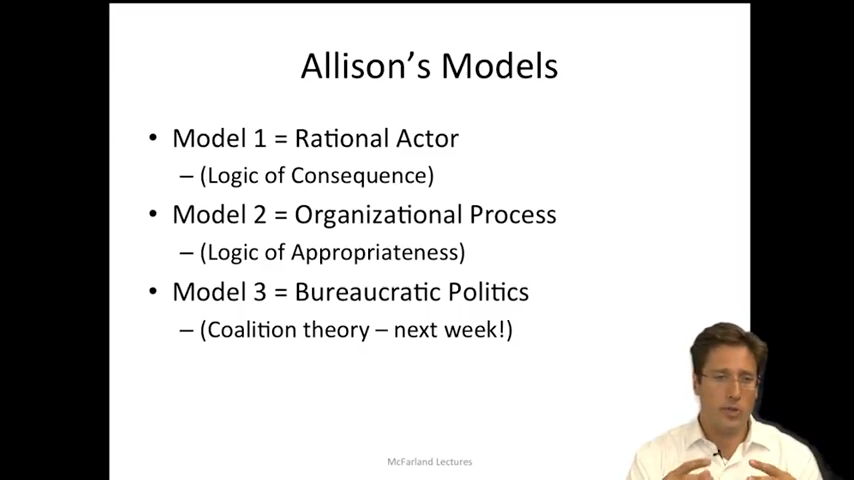 Allison’s Models
• Model 1 = Rational Actor
– (Logic of Consequence)
• Model 2 = Organizational Process
– (Logic of Appropriateness)
• Model 3 = Bureaucratic Politics
– (Coalition theory – next week!)
McFarland Lectures